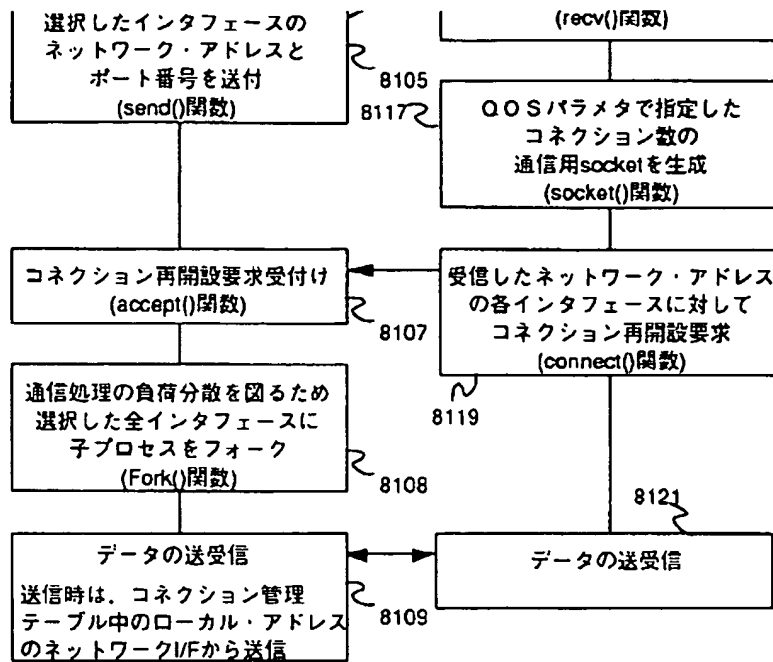 選択したインタフェースの
ネットワーク・アドレスと
ポート番号を送付
(send()関数)
8105
(recv()関数)
8117
QOSパラメタで指定した
コネクション数の
通信用socketを生成
(socket()関数)
コネクション再開設要求受付け
(accept()関数)
8107
受信したネットワーク・アドレス
の各インタフェースに対して
コネクション再開設要求
(connect()関数)
8119
通信処理の負荷分散を図るため
選択した全インタフェースに
子プロセスをフォーク
(Fork()関数)
8108
8121
データの送受信
送信時は、コネクション管理
テーブル中のローカル・アドレス
のネットワークI/Fから送信
8109
データの送受信